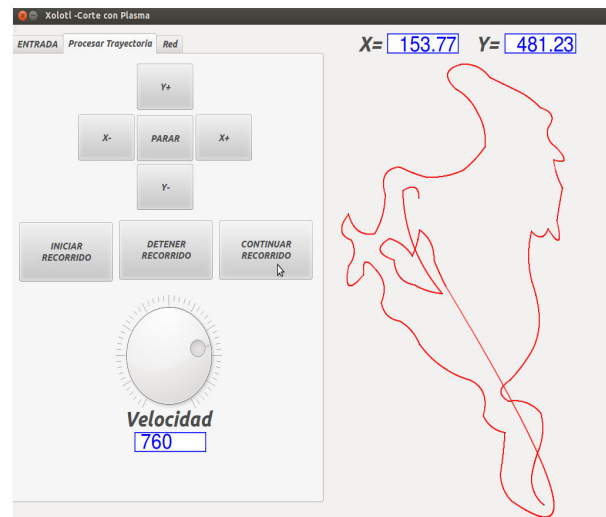 Xolotl -Corte con Plasma
ENTRADA Procesar Trayectoria Red
X= 153.77 Y= 481.23
Y+
X- PARAR X+
Y-
INICIAR
RECORRIDO
DETENER
RECORRIDO
CONTINUAR
RECORRIDO
Velocidad
760